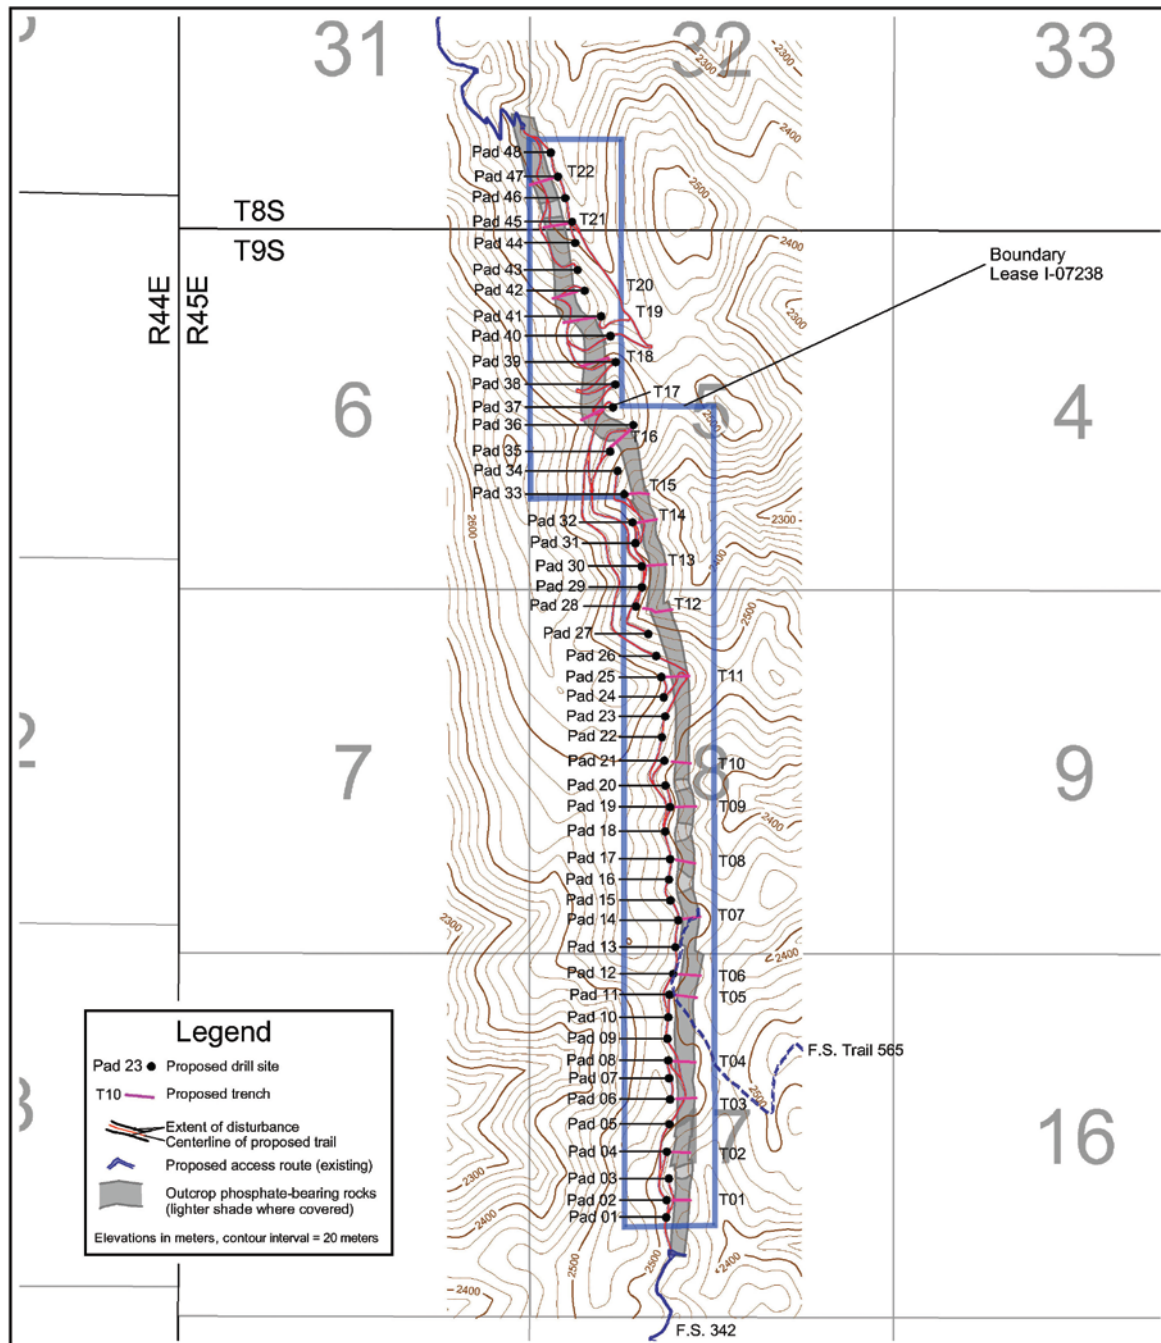 31
32
33
2300
2400
2500
Pad 48
Pad 47
T22
Pad 46
T8S
Pad 45
T21
T9S
Pad 44
2400
Boundary
Lease I-07238
R44E
R45E
Pad 43
T20
Pad 42
T19
2300
Pad 41
Pad 40
T18
Pad 39
Pad 38
T17
6
5
4
Pad 37
2500
Pad 36
T16
Pad 35
Pad 34
T15
Pad 33
2600
T14
2300
Pad 32
Pad 31
T13
2400
Pad 30
Pad 29
T12
2500
Pad 28
Pad 27
Pad 26
T11
Pad 25
Pad 24
Pad 23
Pad 22
7
8
9
Pad 21
T10
Pad 20
Pad 19
T09
2400
Pad 18
Pad 17
T08
Pad 16
Pad 15
2300
Pad 14
T07
Pad 13
2400
Pad 12
T06
Pad 11
T05
Pad 10
Pad 09
F.S. Trail 565
Pad 08
T04
Pad 07
2500
Pad 06
T03
Pad 05
17
16
Pad 04
T02
Pad 03
2300
Pad 02
T01
Pad 01
2400
2500
2500
2400
2400
F.S. 342
Legend
Pad 23
Proposed drill site
T10
Proposed trench
Extent of disturbance
Centerline of proposed trail
Proposed access route (existing)
Outcrop phosphate-bearing rocks
(lighter shade where covered)
Elevations in meters, contour interval = 20 meters